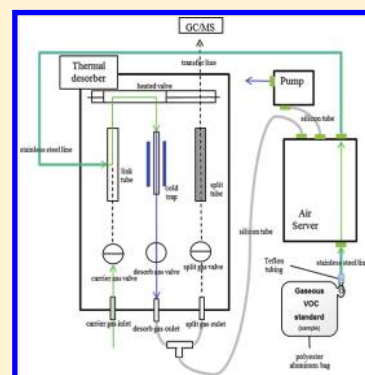 GC/MS
transfer line
Thermal
desorber
heated valve
Pump
silicon tube
stainless steel line
link
tube
cold
trap
split
tube
silicon tube
Air
Server
stainless steel line
Teflon
tubing
carrier gas valve
desorb gas valve
split gas valve
Gaseous
VOC
standard
(sample)
carrier gas inlet
desorb gas outlet
split gas outlet
polyester
aluminum bag